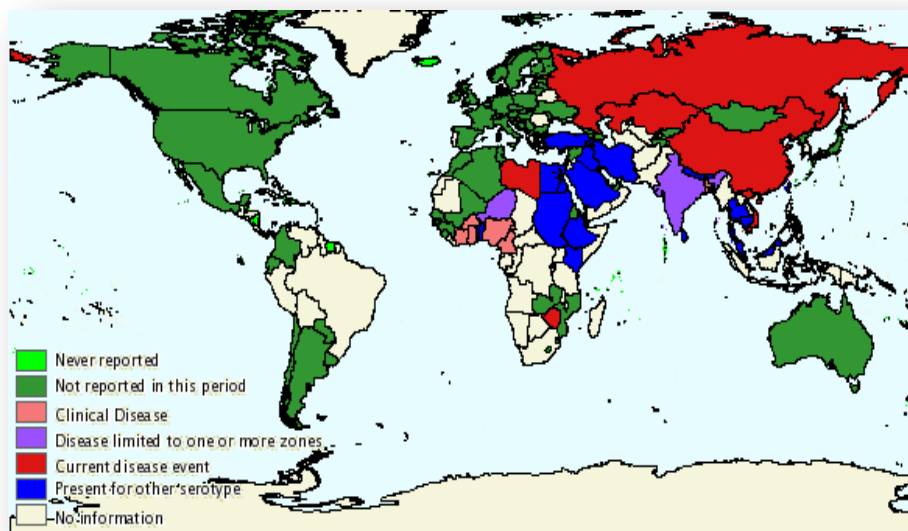 Never reported
Not reported in this period
Clinical Disease
Disease limited to one or more zones
Current disease event
Present for other serotype
No information